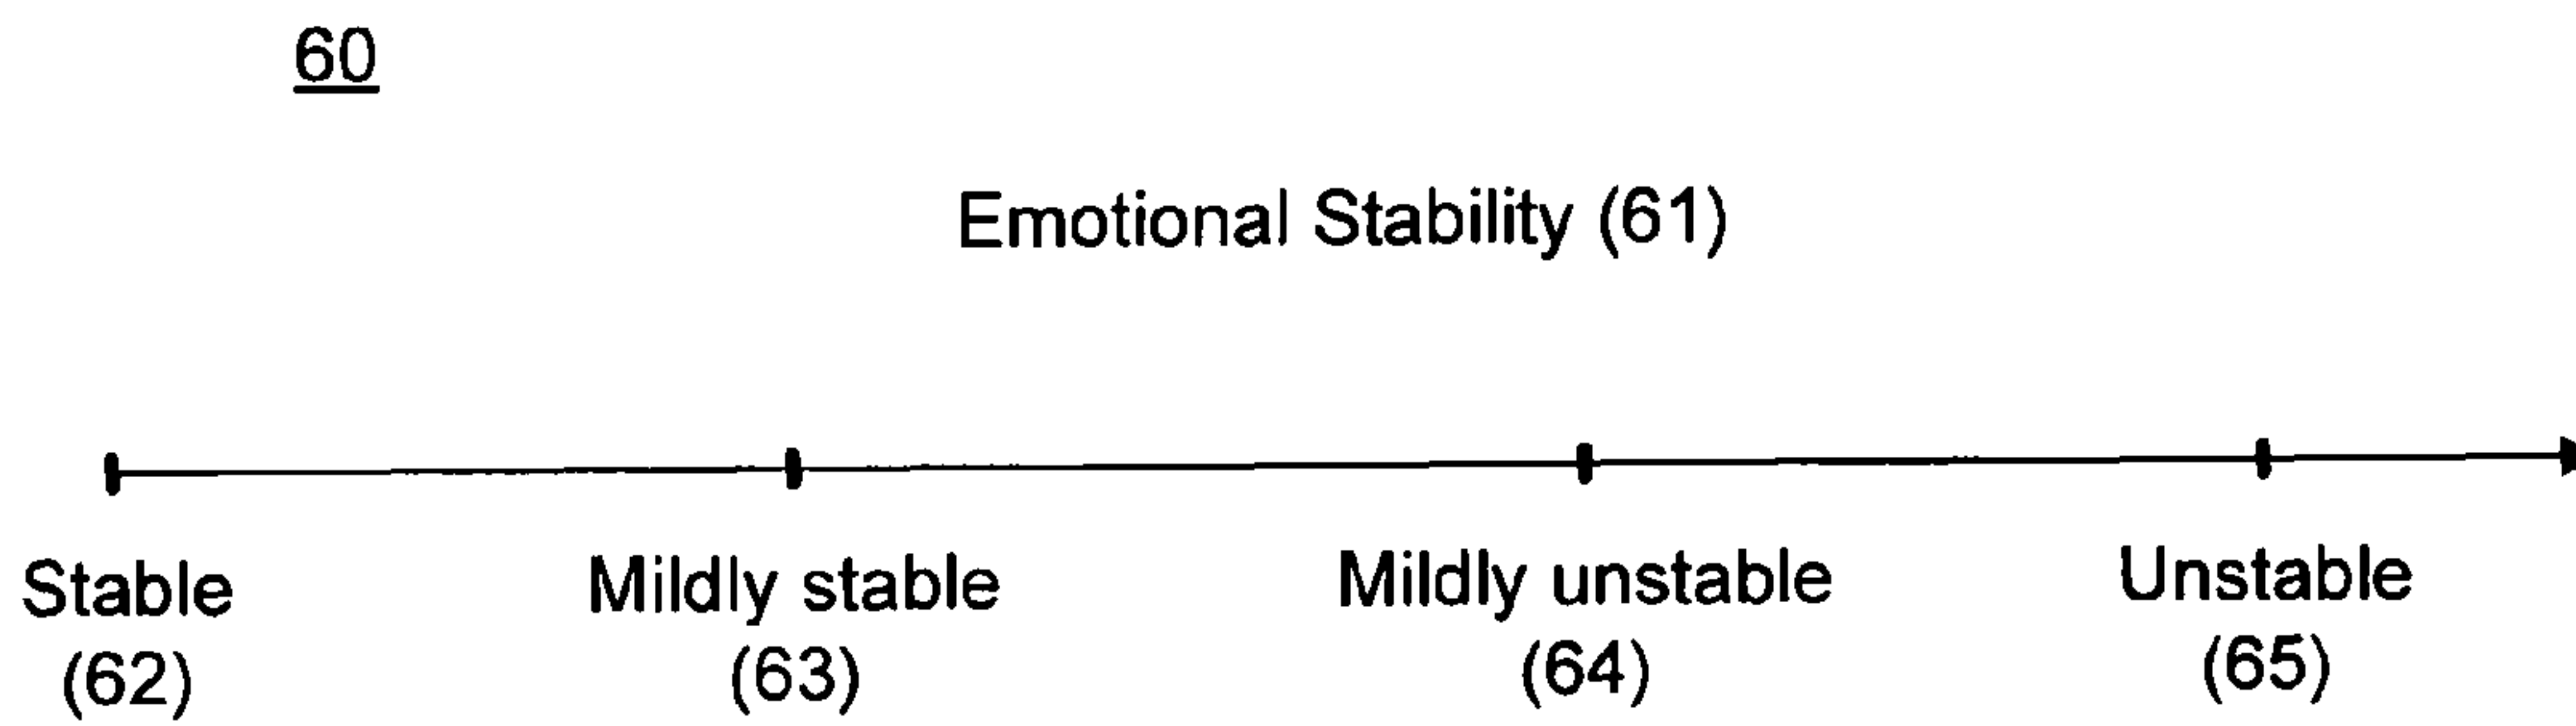 60
Emotional Stability (61)
Stable
(62)
Mildly stable
(63)
Mildly unstable
(64)
Unstable
(65)